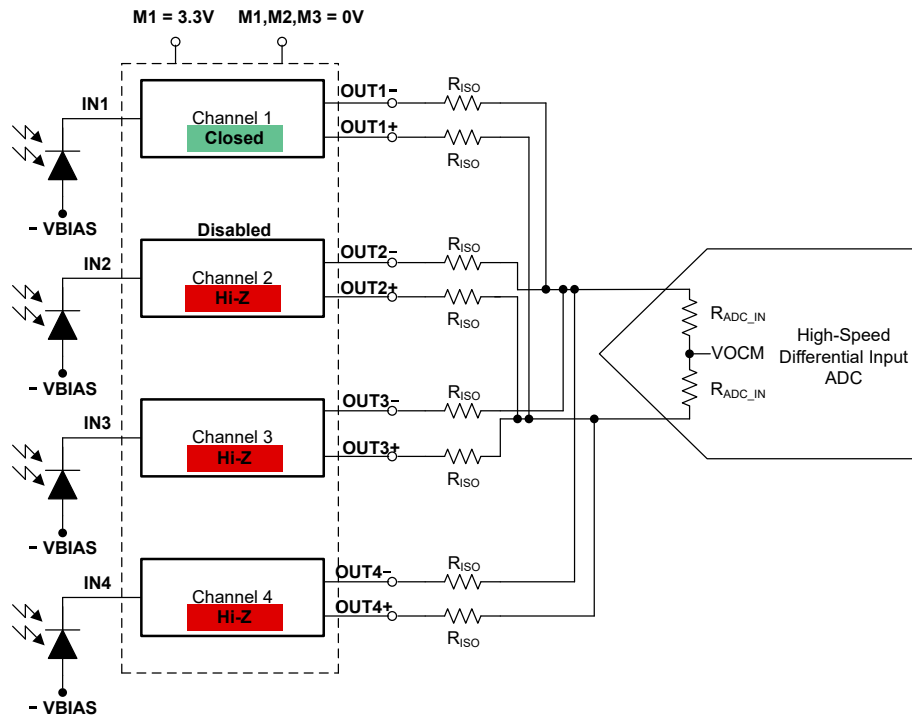 M1 = 3.3V
M1,M2,M3 = 0V
IN1
Channel 1
Closed
OUT1−
OUT1+
RISO
RISO
− VBIAS
Disabled
IN2
Channel 2
Hi-Z
OUT2−
OUT2+
RISO
RISO
− VBIAS
RADC_IN
VOCM
RADC_IN
High-Speed
Differential Input
ADC
IN3
Channel 3
Hi-Z
OUT3−
OUT3+
RISO
RISO
− VBIAS
IN4
Channel 4
Hi-Z
OUT4−
OUT4+
RISO
RISO
− VBIAS